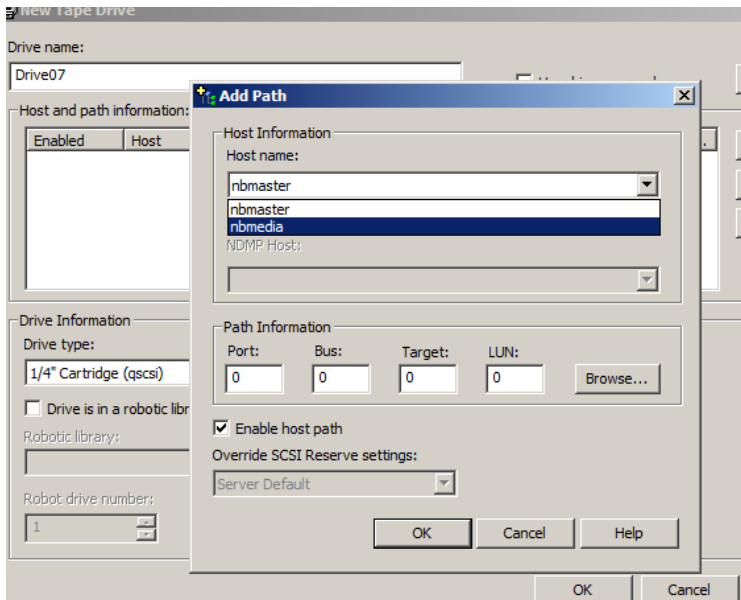 New Tape Drive
Drive name:
Drive07
Host and path information:
Enabled Host
Add Path
Host Information
Host name:
nbmaster
nbmaster
nbmedia
NDMP Host:
Path Information
Port: Bus: Target: LUN:
0 0 0 0 Browse...
Enable host path
Override SCSI Reserve settings:
Server Default
OK Cancel Help
Drive Information
Drive type:
1/4" Cartridge (qscsi)
Drive is in a robotic libr
Robotic library:
Robot drive number:
1
OK Cancel